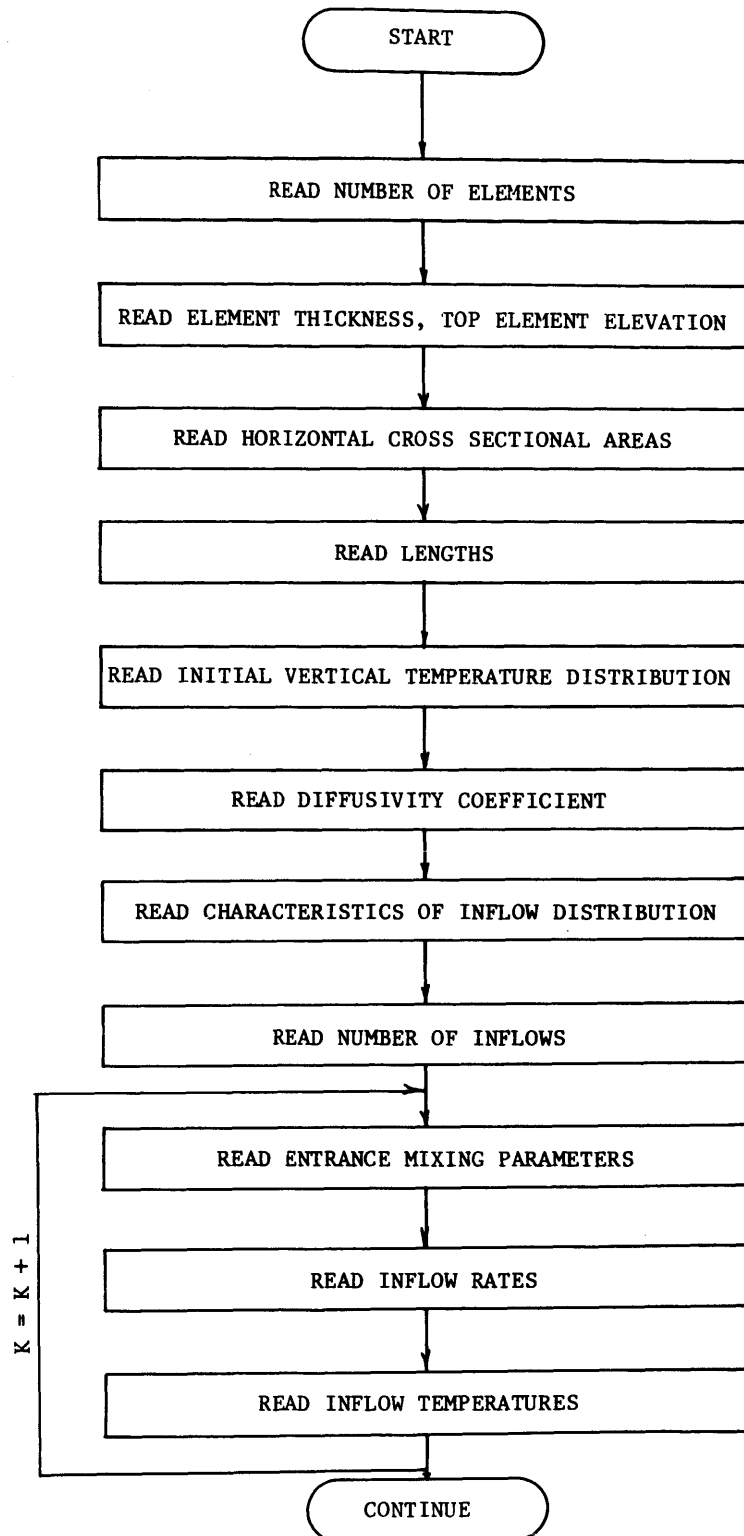 START
READ NUMBER OF ELEMENTS
READ ELEMENT THICKNESS, TOP ELEMENT ELEVATION
READ HORIZONTAL CROSS SECTIONAL AREAS
READ LENGTHS
READ INITIAL VERTICAL TEMPERATURE DISTRIBUTION
READ DIFFUSIVITY COEFFICIENT
READ CHARACTERISTICS OF INFLOW DISTRIBUTION
READ NUMBER OF INFLOWS
READ ENTRANCE MIXING PARAMETERS
K = K + 1
READ INFLOW RATES
READ INFLOW TEMPERATURES
CONTINUE